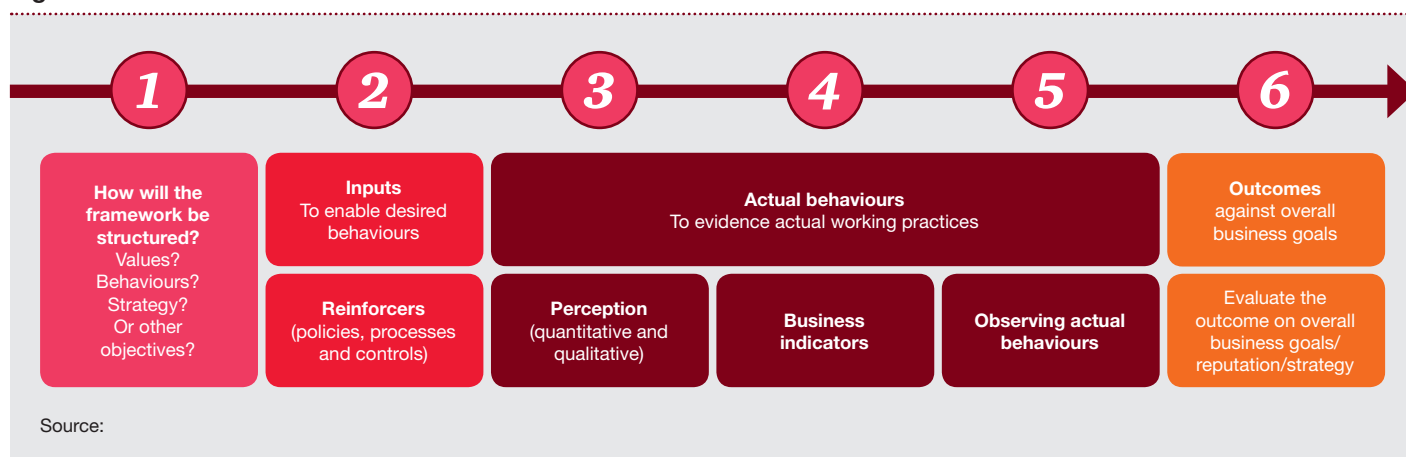 1
2
3
4
5
6
How will the
framework be
structured?
Values?
Behaviours?
Strategy?
Or other
objectives?
Inputs
To enable desired
behaviours
Reinforcers
(policies, processes
and controls)
Actual behaviours
To evidence actual working practices
Perception
(quantitative and
qualitative)
Business
indicators
Observing actual
behaviours
Outcomes
against overall
business goals
Evaluate the
outcome on overall
business goals/
reputation/strategy
Source: